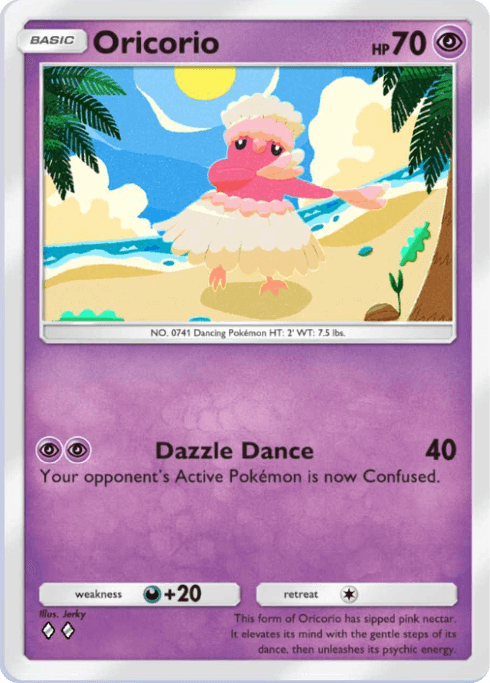 BASIC Oricorio HP 70
NO. 0741 Dancing Pokémon HT: 2' WT: 7.5 lbs.
Dazzle Dance 40
Your opponent's Active Pokémon is now Confused.
weakness +20 retreat
Illus. Jerky
This form of Oricorio has sipped pink nectar.
It elevates its mind with the gentle steps of its
dance, then unleashes its psychic energy.